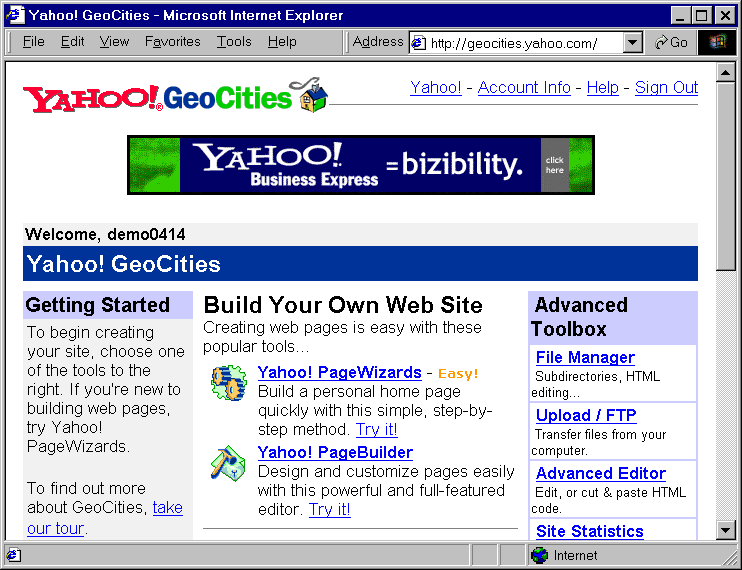 Yahoo! GeoCities - Microsoft Internet Explorer
File Edit View Favorites Tools Help Address http://geocities.yahoo.com/ Go
YAHOO!® GeoCities
Yahoo! - Account Info - Help - Sign Out
YAHOO! Business Express =bizibility. click here
Welcome, demo0414
Yahoo! GeoCities
Getting Started
To begin creating
your site, choose one
of the tools to the
right. If you're new to
building web pages,
try Yahoo!
PageWizards.
To find out more
about GeoCities, take
our tour.
Build Your Own Web Site
Creating web pages is easy with these
popular tools...
Yahoo! PageWizards - Easy!
Build a personal home page
quickly with this simple, step-by-
step method. Try it!
Yahoo! PageBuilder
Design and customize pages easily
with this powerful and full-featured
editor. Try it!
Advanced
Toolbox
File Manager
Subdirectories, HTML
editing...
Upload / FTP
Transfer files from your
computer.
Advanced Editor
Edit, or cut & paste HTML
code.
Site Statistics
Internet